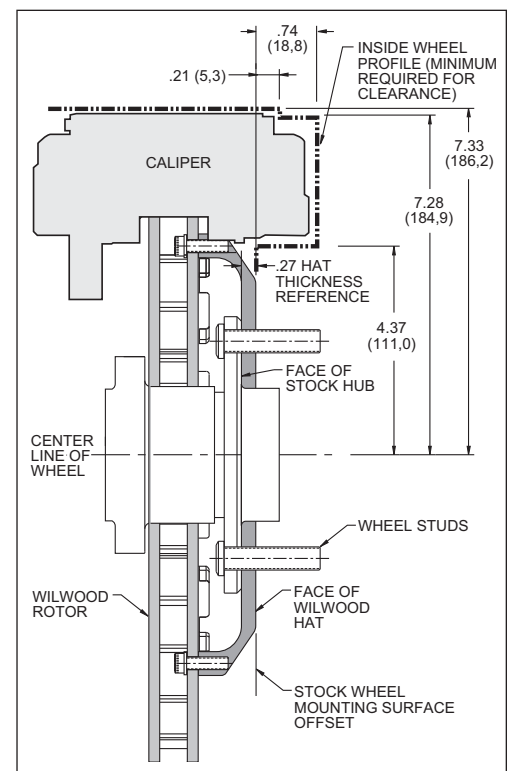 .74
(18,8)
.21 (5,3)
INSIDE WHEEL
PROFILE (MINIMUM
REQUIRED FOR
CLEARANCE)
CALIPER
7.33
(186,2)
7.28
(184,9)
.27 HAT
THICKNESS
REFERENCE
4.37
(111,0)
FACE OF
STOCK HUB
CENTER
LINE OF
WHEEL
WHEEL STUDS
WILWOOD
ROTOR
FACE OF
WILWOOD
HAT
STOCK WHEEL
MOUNTING SURFACE
OFFSET